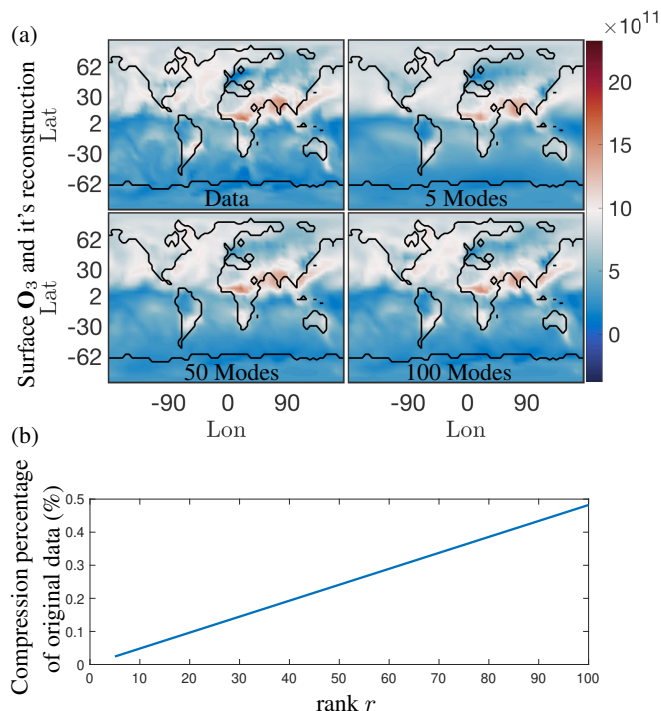 (a)
×10^11
Surface O3 and it's reconstruction
Lat
62
30
2
-30
-62
Data
5 Modes
Lat
62
30
2
-30
-62
50 Modes
100 Modes
20
15
10
5
0
-90 0 90
-90 0 90
Lon
Lon
(b)
Compression percentage
of original data (%)
0.5
0.4
0.3
0.2
0.1
0
0 10 20 30 40 50 60 70 80 90 100
rank r